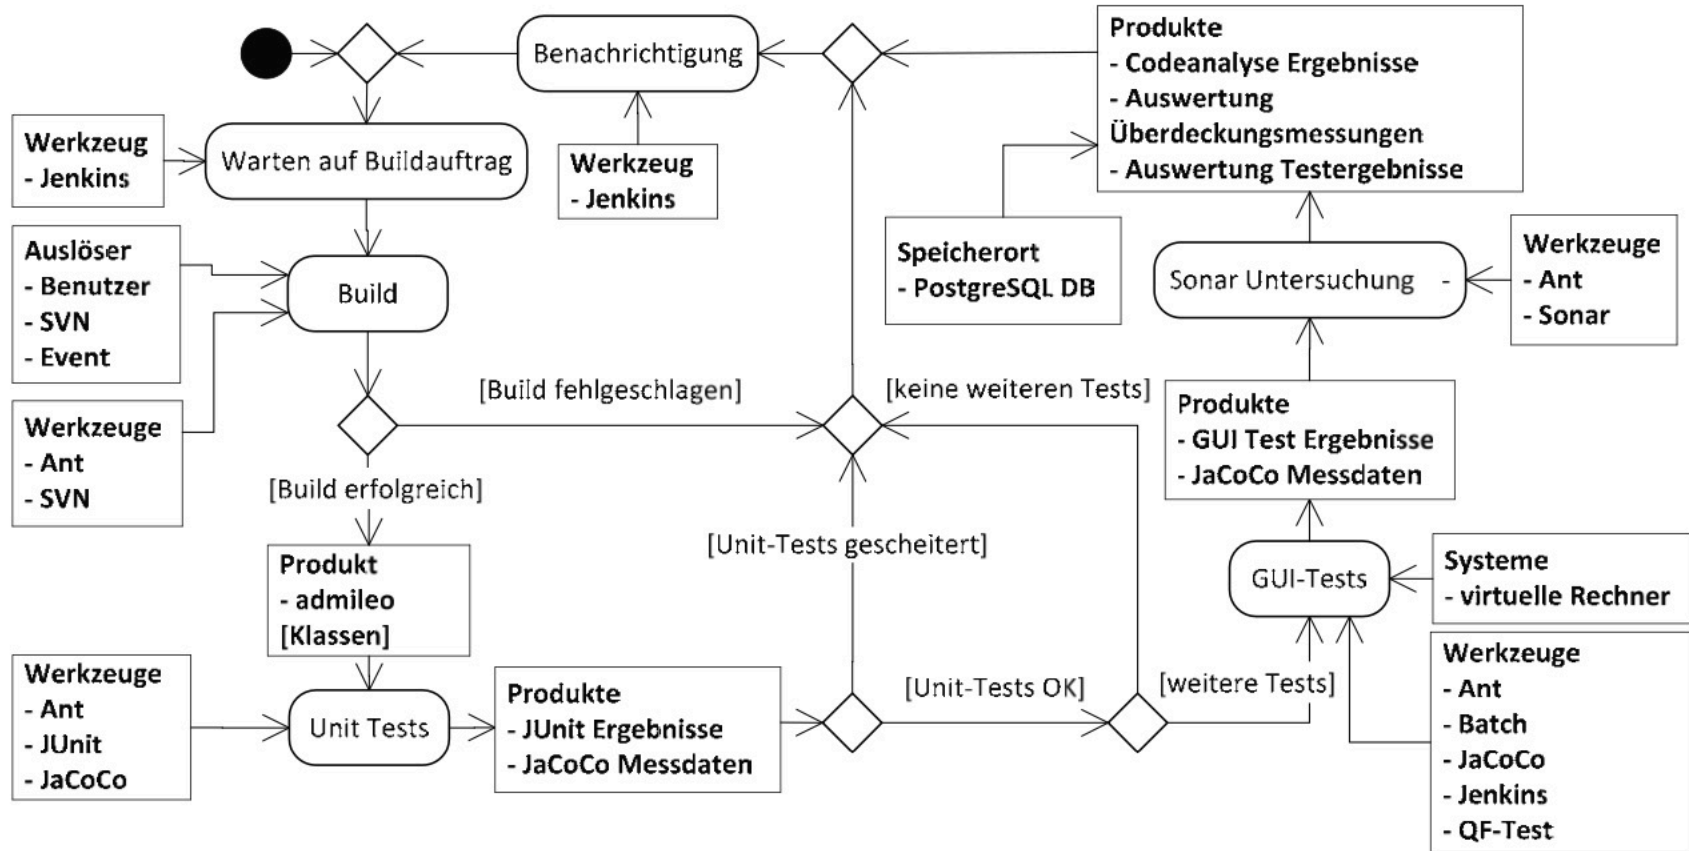 Benachrichtigung
Produkte
- Codeanalyse Ergebnisse
- Auswertung
Überdeckungsmessungen
- Auswertung Testergebnisse
Werkzeug
- Jenkins
Warten auf Buildauftrag
Werkzeug
- Jenkins
Speicherort
- PostgreSQL DB
Sonar Untersuchung -
Werkzeuge
- Ant
- Sonar
Auslöser
- Benutzer
- SVN
- Event
Build
Werkzeuge
- Ant
- SVN
[Build fehlgeschlagen]
[keine weiteren Tests]
Produkte
- GUI Test Ergebnisse
- JaCoCo Messdaten
[Build erfolgreich]
[Unit-Tests gescheitert]
Produkt
- admileo
[Klassen]
GUI-Tests
Systeme
- virtuelle Rechner
Werkzeuge
- Ant
- JUnit
- JaCoCo
Unit Tests
Produkte
- JUnit Ergebnisse
- JaCoCo Messdaten
[Unit-Tests OK]
[weitere Tests]
Werkzeuge
- Ant
- Batch
- JaCoCo
- Jenkins
- QF-Test